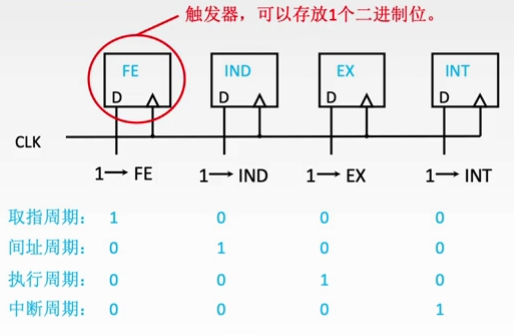 触发器，可以存放1个二进制位。
FE IND EX INT
D D D D
CLK
1→ FE 1→ IND 1→ EX 1→ INT
取指周期： 1 0 0 0
间址周期： 0 1 0 0
执行周期： 0 0 1 0
中断周期： 0 0 0 1